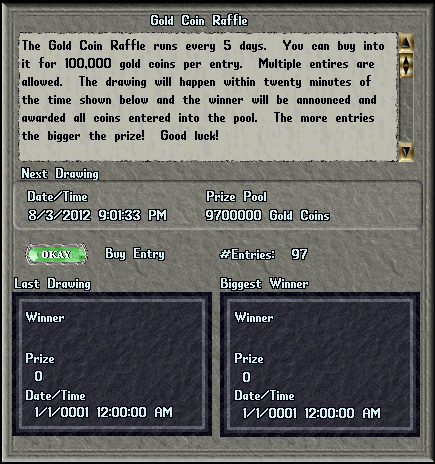 Gold Coin Raffle
The Gold Coin Raffle runs every 5 days. You can buy into
it for 100,000 gold coins per entry. Multiple entires are
allowed. The drawing will happen within twenty minutes of
the time shown below and the winner will be announced and
awarded all coins entered into the pool. The more entries
the bigger the prize! Good luck!
Next Drawing
Date/Time Prize Pool
8/3/2012 9:01:33 PM 9700000 Gold Coins
OKAY Buy Entry #Entries: 97
Last Drawing Biggest Winner
Winner Winner
Prize Prize
0 0
Date/Time Date/Time
1/1/0001 12:00:00 AM 1/1/0001 12:00:00 AM